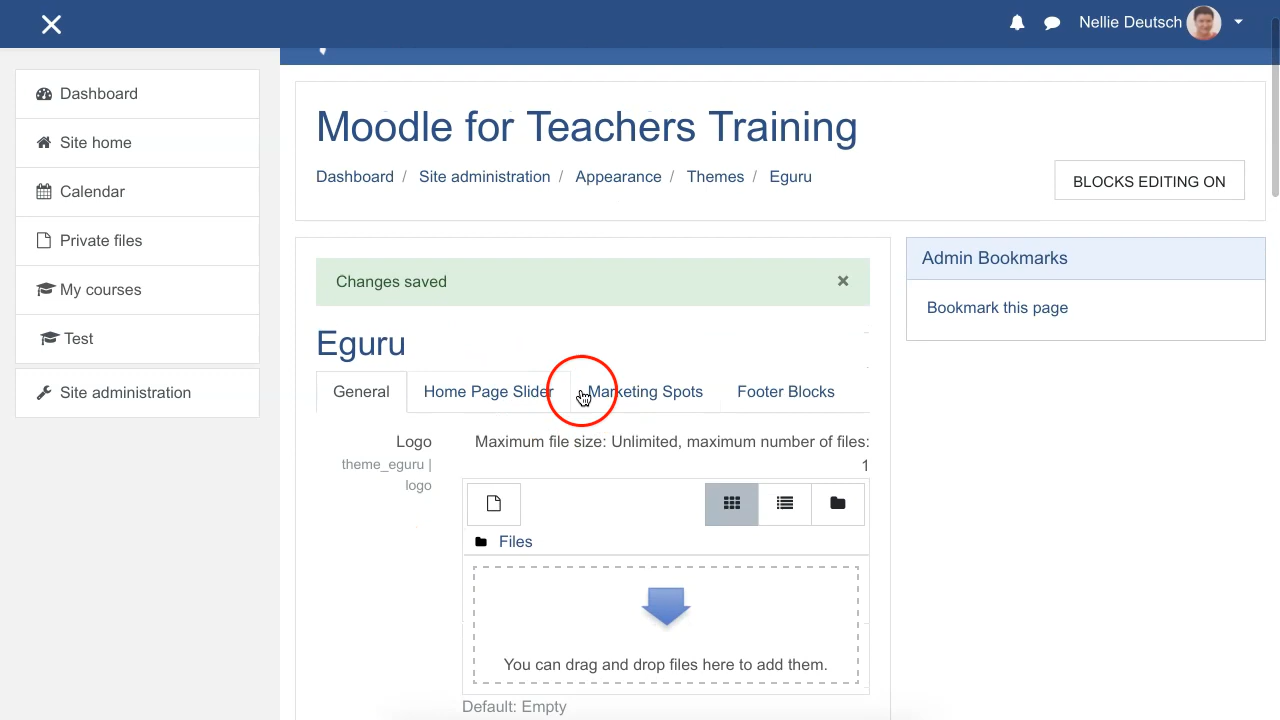 Nellie Deutsch
Dashboard
Site home
Calendar
Private files
My courses
Test
Site administration
Moodle for Teachers Training
Dashboard / Site administration / Appearance / Themes / Eguru
BLOCKS EDITING ON
Changes saved ×
Eguru
General Home Page Slider Marketing Spots Footer Blocks
Logo
theme_eguru |
logo
Maximum file size: Unlimited, maximum number of files:
1
Files
You can drag and drop files here to add them.
Default: Empty
Admin Bookmarks
Bookmark this page